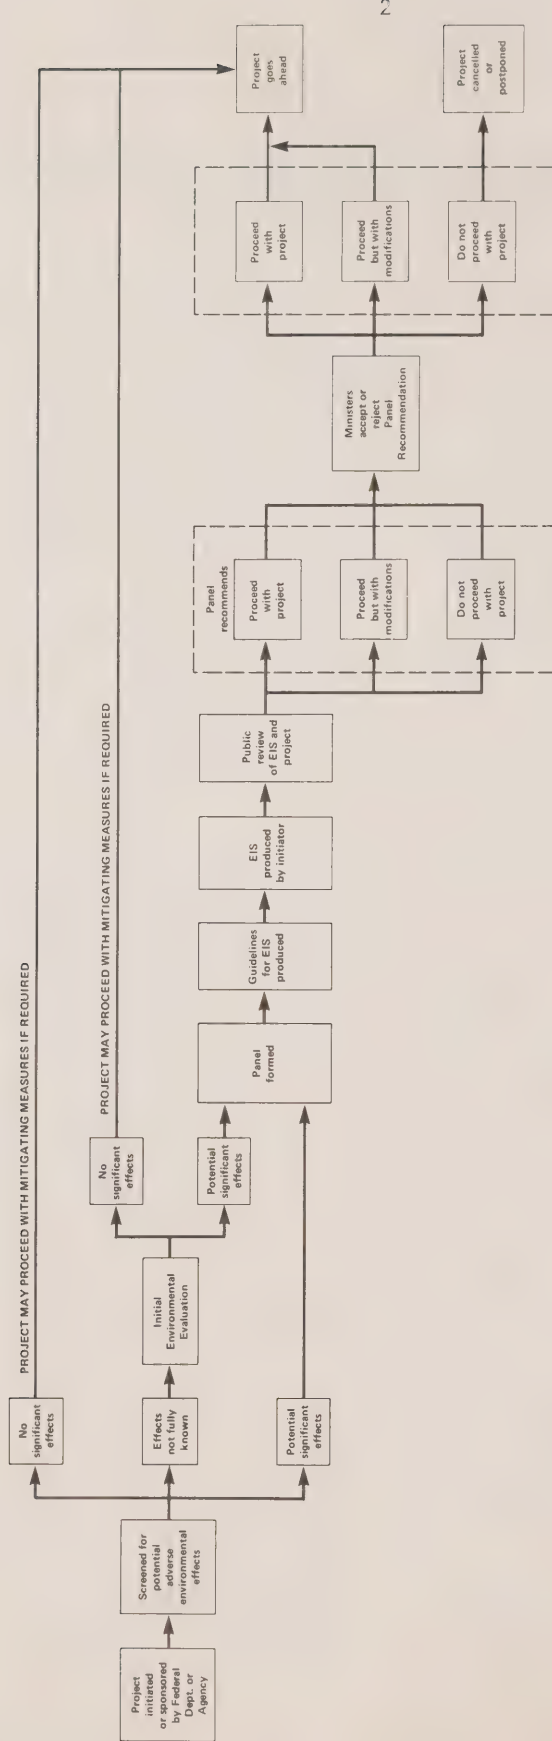 2
Project
initiated
or sponsored
by Federal
Dept. or
Agency
Screened for
potential
adverse
environmental
effects
No
significant
effects
PROJECT MAY PROCEED WITH MITIGATING MEASURES IF REQUIRED
Effects
not fully
known
Potential
significant
effects
Initial
Environmental
Evaluation
No
significant
effects
PROJECT MAY PROCEED WITH MITIGATING MEASURES IF REQUIRED
Potential
significant
effects
Panel
formed
Guidelines
for EIS
produced
EIS
produced
by initiator
Public
review
of EIS and
project
Panel
recommends
Proceed
with
project
Proceed
but with
modifications
Do not
proceed
with
project
Ministers
accept or
reject
Panel
Recommendation
Proceed
with
project
Proceed
but with
modifications
Do not
proceed
with
project
Project
goes
ahead
Project
cancelled
or
postponed